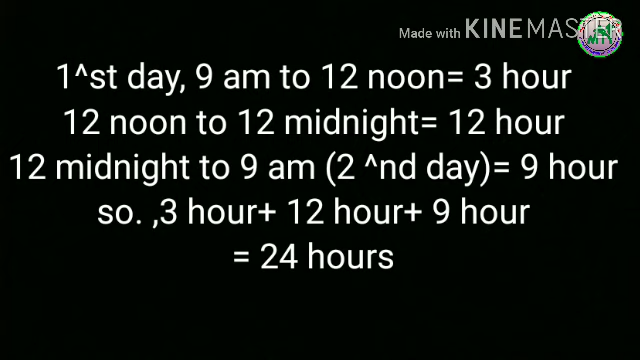 Made with KINEMASTER
1^st day, 9 am to 12 noon= 3 hour
12 noon to 12 midnight= 12 hour
12 midnight to 9 am (2 ^nd day)= 9 hour
so. ,3 hour+ 12 hour+ 9 hour
= 24 hours